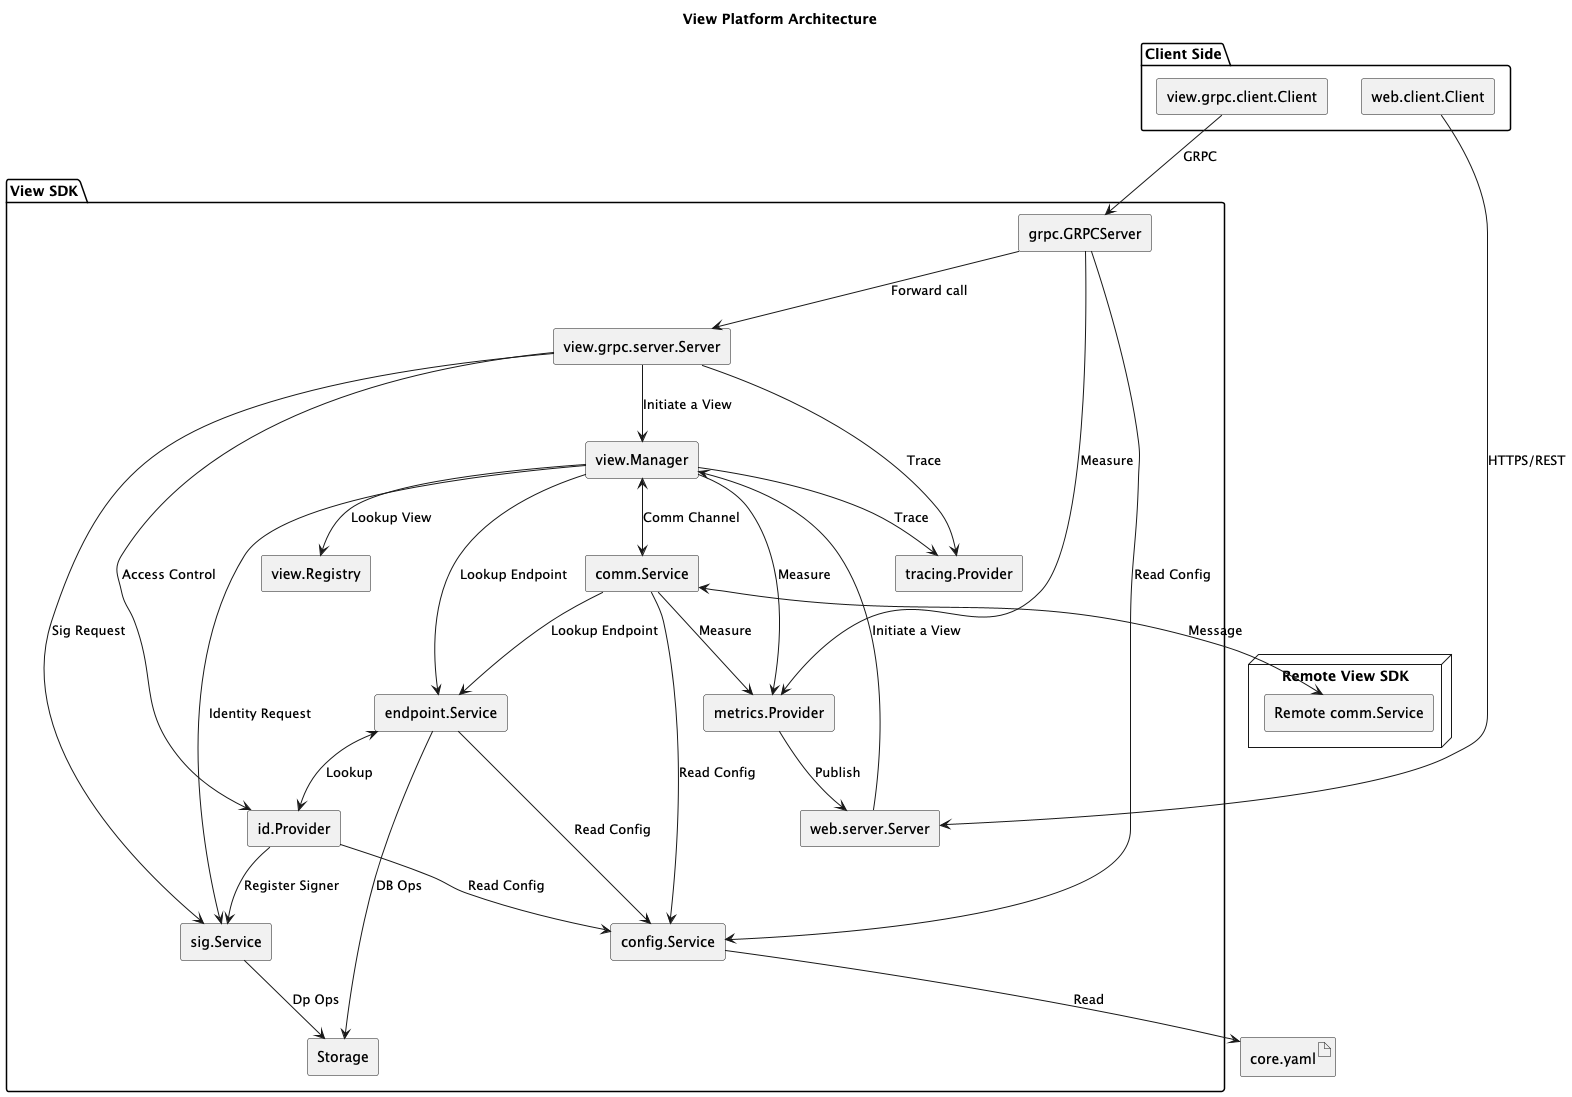 View Platform Architecture
Client Side
view.grpc.client.Client
web.client.Client
GRPC
View SDK
grpc.GRPCServer
Forward call
view.grpc.server.Server
Initiate a View
view.Manager
Trace
Measure
HTTPS/REST
Lookup View
Comm Channel
Trace
view.Registry
Access Control
Lookup Endpoint
comm.Service
Measure
tracing.Provider
Read Config
Sig Request
Lookup Endpoint
Measure
Initiate a View
Message
Remote View SDK
Identity Request
endpoint.Service
metrics.Provider
Remote comm.Service
Lookup
Read Config
Publish
id.Provider
Read Config
web.server.Server
Register Signer
DB Ops
Read Config
sig.Service
config.Service
Dp Ops
Read
Storage
core.yaml